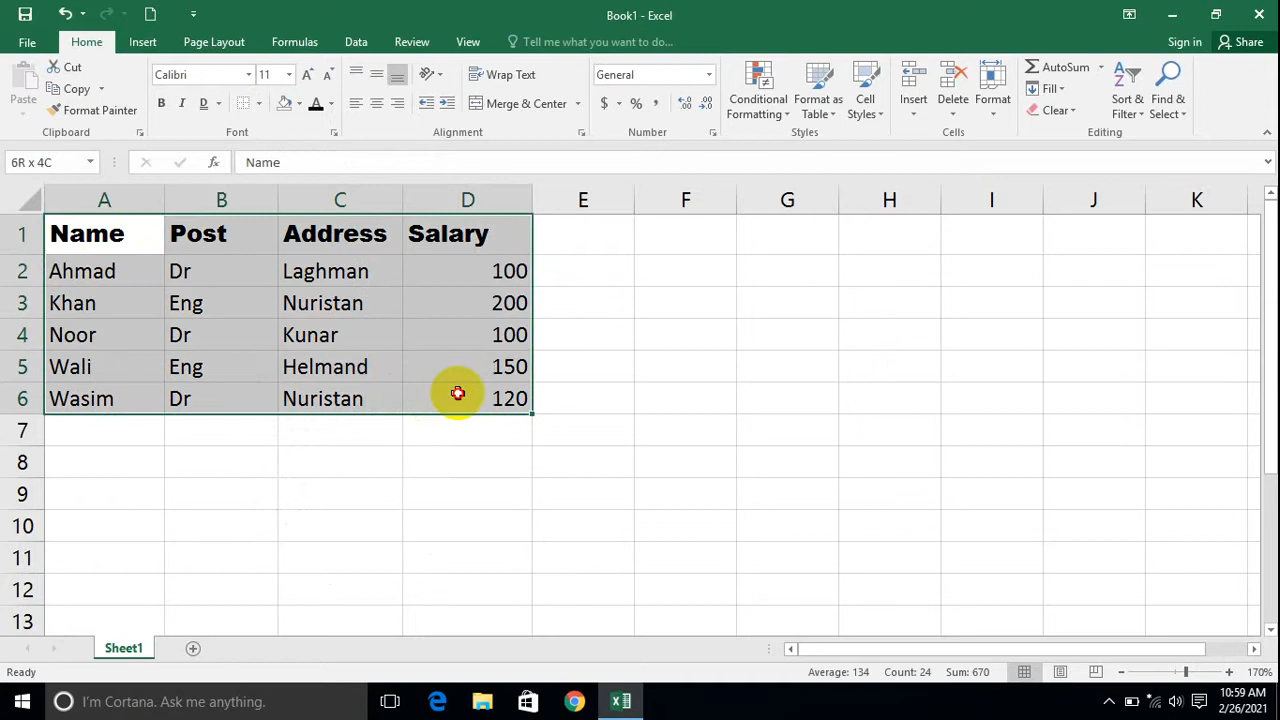 Book1 - Excel
File Home Insert Page Layout Formulas Data Review View Tell me what you want to do... Sign in Share
Paste Cut Copy Format Painter Clipboard
Calibri 11 B I D A Font
Wrap Text Merge & Center Alignment
General $ % , Number
Conditional Formatting Format as Table Cell Styles Styles
Insert Delete Format Cells
AutoSum Fill Clear Sort & Filter Find & Select Editing
6R x 4C fx Name
A B C D E F G H I J K
1 Name Post Address Salary
2 Ahmad Dr Laghman 100
3 Khan Eng Nuristan 200
4 Noor Dr Kunar 100
5 Wali Eng Helmand 150
6 Wasim Dr Nuristan 120
7
8
9
10
11
12
13
Sheet1
Ready Average: 134 Count: 24 Sum: 670 170%
I'm Cortana. Ask me anything. 10:59 AM
2/26/2021